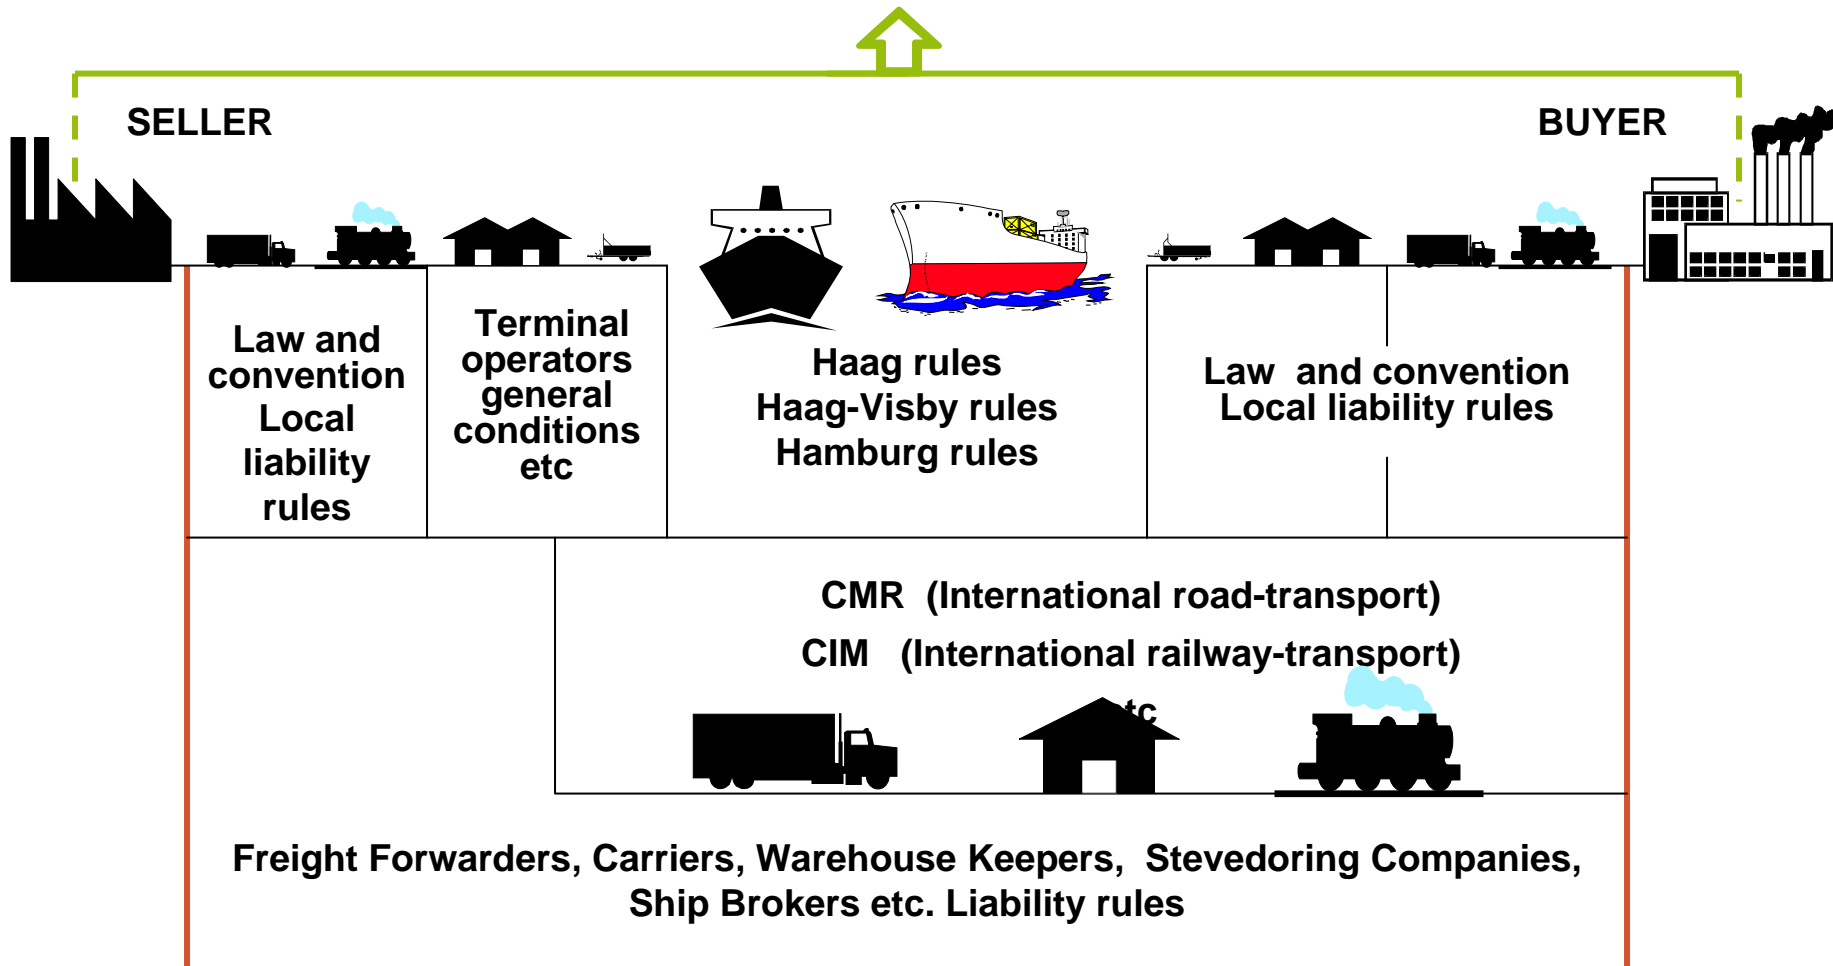 SELLER
BUYER
Law and
convention
Local
liability
rules
Terminal
operators
general
conditions
etc
Haag rules
Haag-Visby rules
Hamburg rules
Law and convention
Local liability rules
CMR (International road-transport)
CIM (International railway-transport)
etc
Freight Forwarders, Carriers, Warehouse Keepers, Stevedoring Companies,
Ship Brokers etc. Liability rules